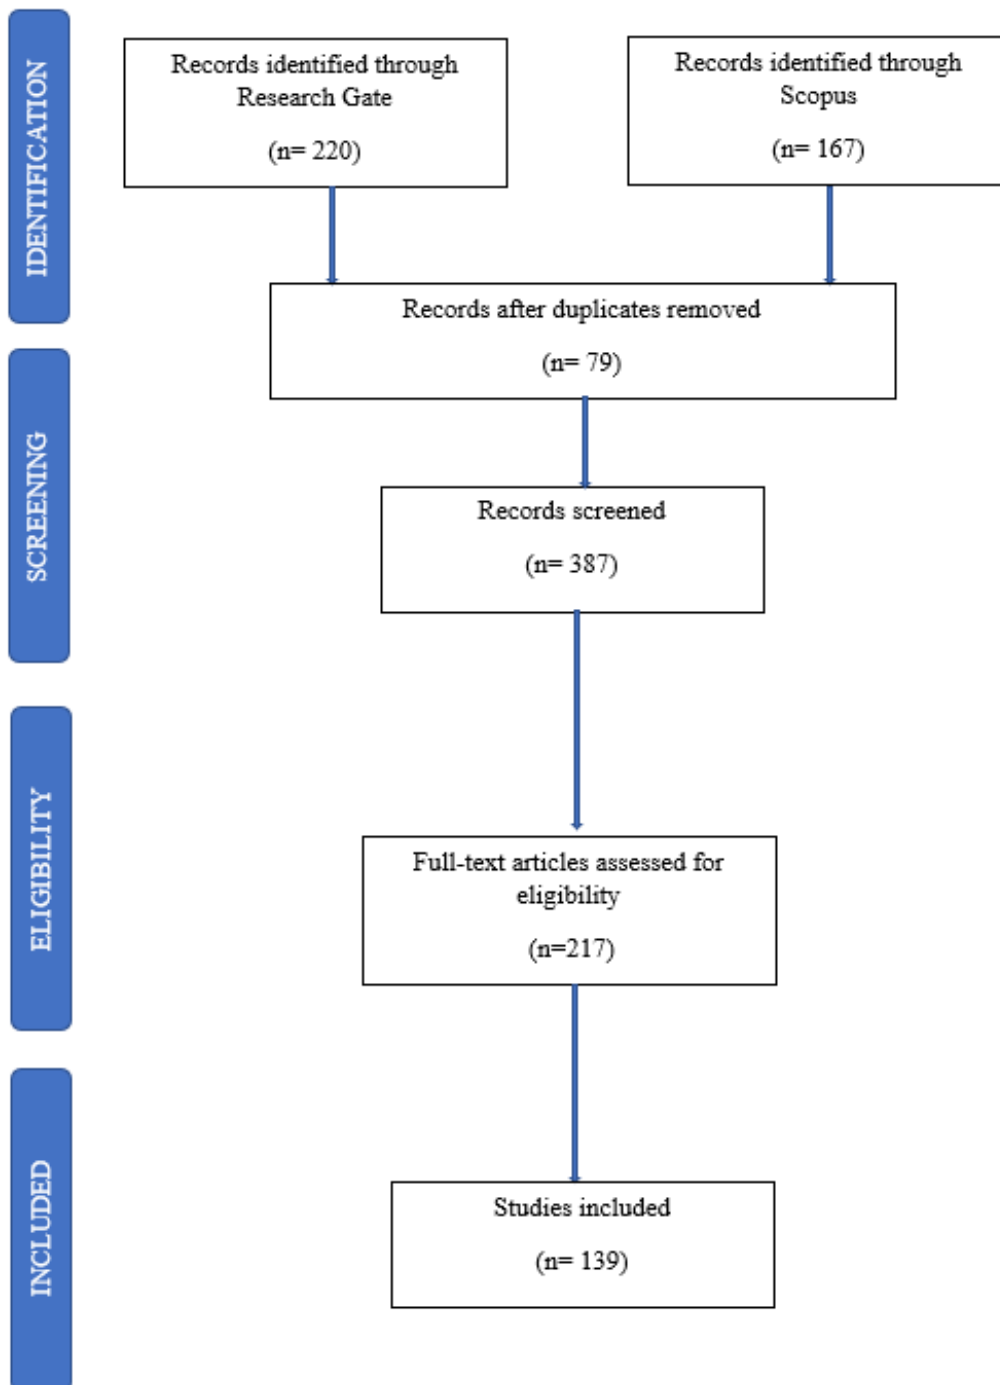 IDENTIFICATION
Records identified through
Research Gate
(n= 220)
Records identified through
Scopus
(n= 167)
Records after duplicates removed
(n= 79)
SCREENING
Records screened
(n= 387)
ELIGIBILITY
Full-text articles assessed for
eligibility
(n=217)
INCLUDED
Studies included
(n= 139)